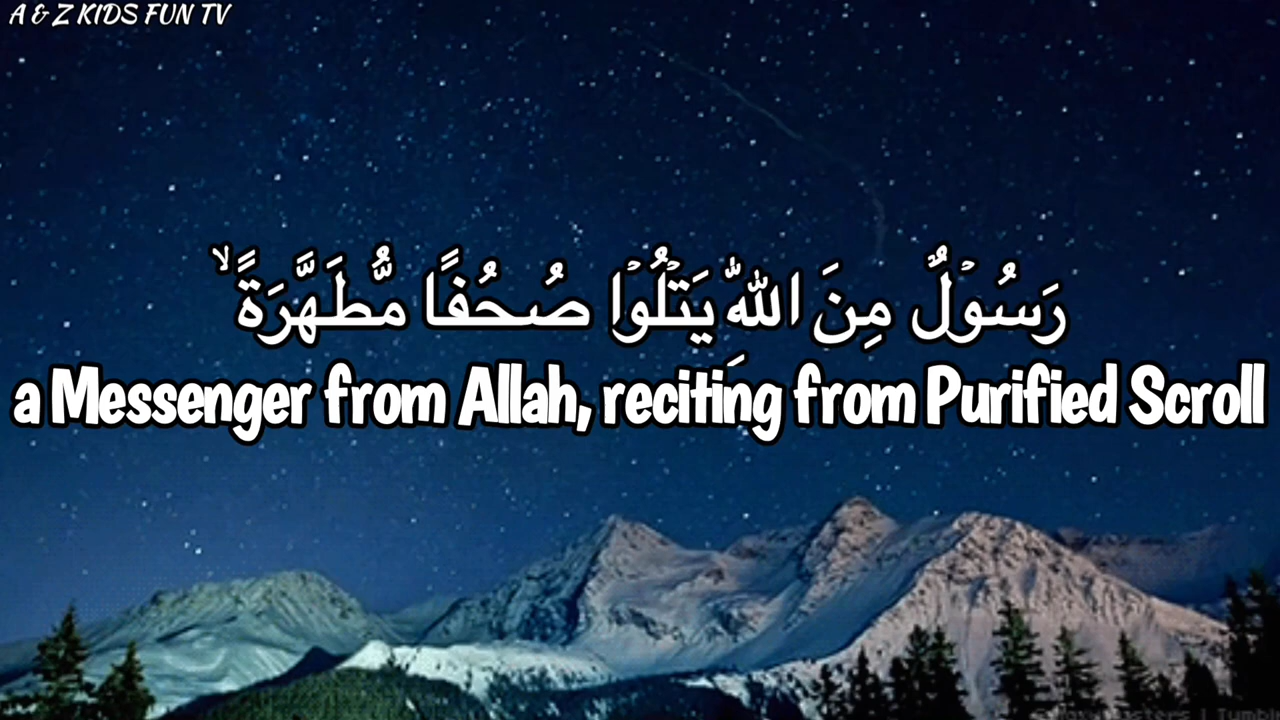 A & Z KIDS FUN TV
رَسُوۡلٌ مِنَ اللّٰهِ يَتۡلُوۡا صُحُفًا مُّطَهَّرَةً ۙ
a Messenger from Allah, reciting from Purified Scroll